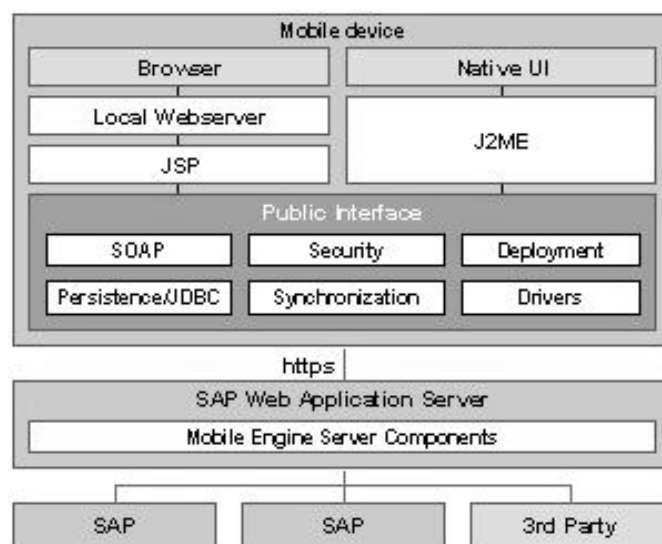 Mobile device
Browser
Native UI
Local Webserver
J2ME
JSP
Public Interface
SOAP
Security
Deployment
Persistence/JDBC
Synchronization
Drivers
https
SAP Web Application Server
Mobile Engine Server Components
SAP
SAP
3rd Party